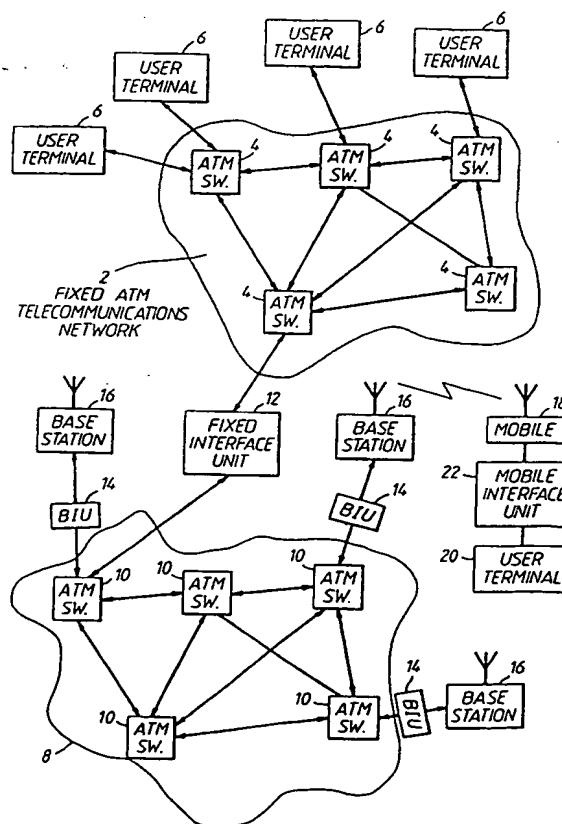 6
USER
TERMINAL
6
USER
TERMINAL
6
USER
TERMINAL
6
USER
TERMINAL
4
ATM
SW.
4
ATM
SW.
4
ATM
SW.
2
FIXED ATM
TELECOMMUNICATIONS
NETWORK
4
ATM
SW.
4
ATM
SW.
16
BASE
STATION
12
FIXED
INTERFACE
UNIT
16
BASE
STATION
18
MOBILE
22
MOBILE
INTERFACE
UNIT
20
USER
TERMINAL
14
BIU
14
BIU
10
ATM
SW.
10
ATM
SW.
10
ATM
SW.
10
ATM
SW.
10
ATM
SW.
14
BIU
16
BASE
STATION
8